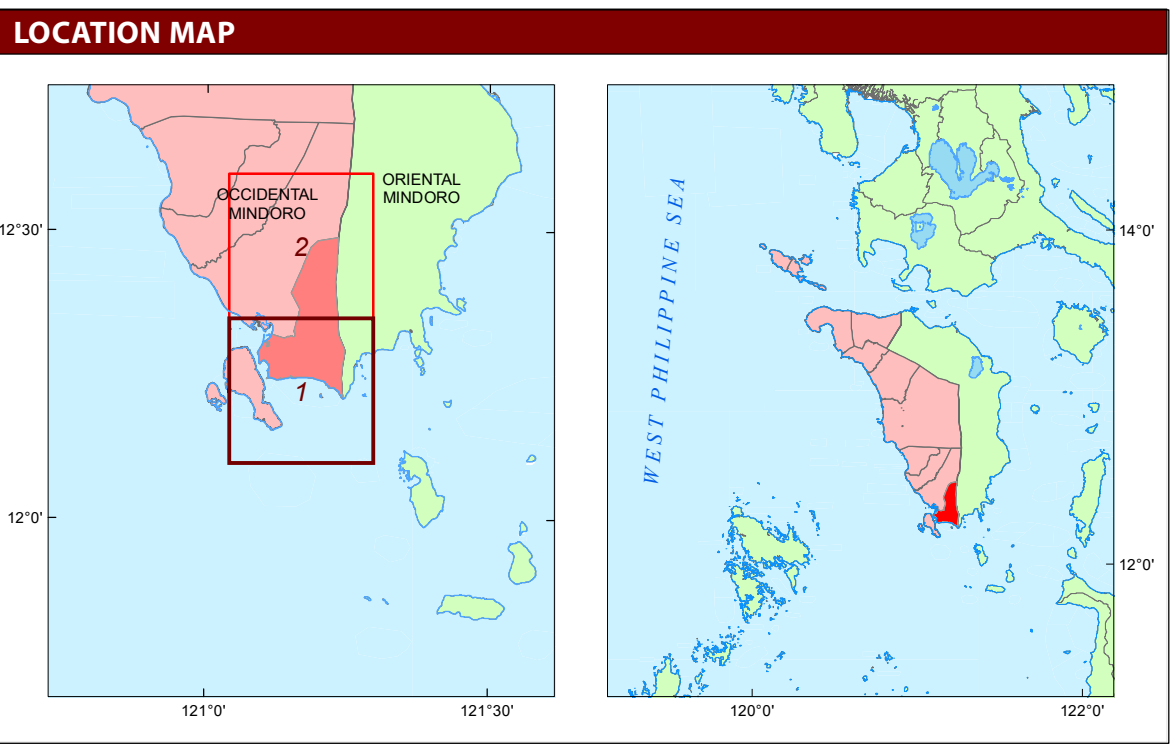 LOCATION MAP
OCCIDENTAL
MINDORO
ORIENTAL
MINDORO
2
1
12°30'
12°0'
121°0'
121°30'
WEST PHILIPPINE SEA
14°0'
12°0'
120°0'
122°0'